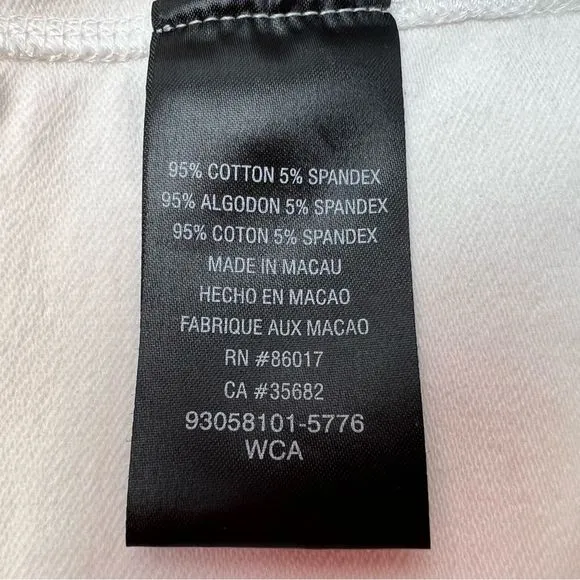 95% COTTON 5% SPANDEX
95% ALGODON 5% SPANDEX
95% COTON 5% SPANDEX
MADE IN MACAU
HECHO EN MACAO
FABRIQUE AUX MACAO
RN #86017
CA #35682
93058101-5776
WCA